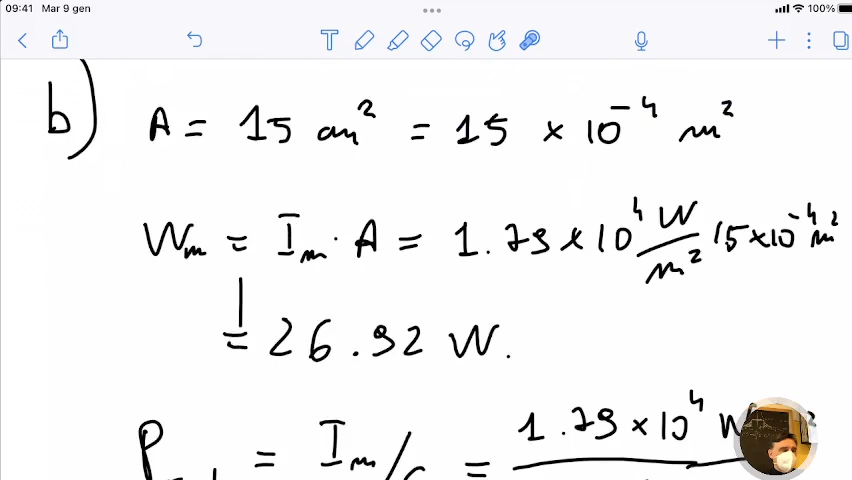 09:41 Mar 9 gen 100%
b) A = 15 cm² = 15 × 10⁻⁴ m²
Wm = Im · A = 1.79 × 10⁴ W/m² 15 × 10⁻⁴ m²
= 26.92 W.
= Im/c = 1.79 × 10⁴ W